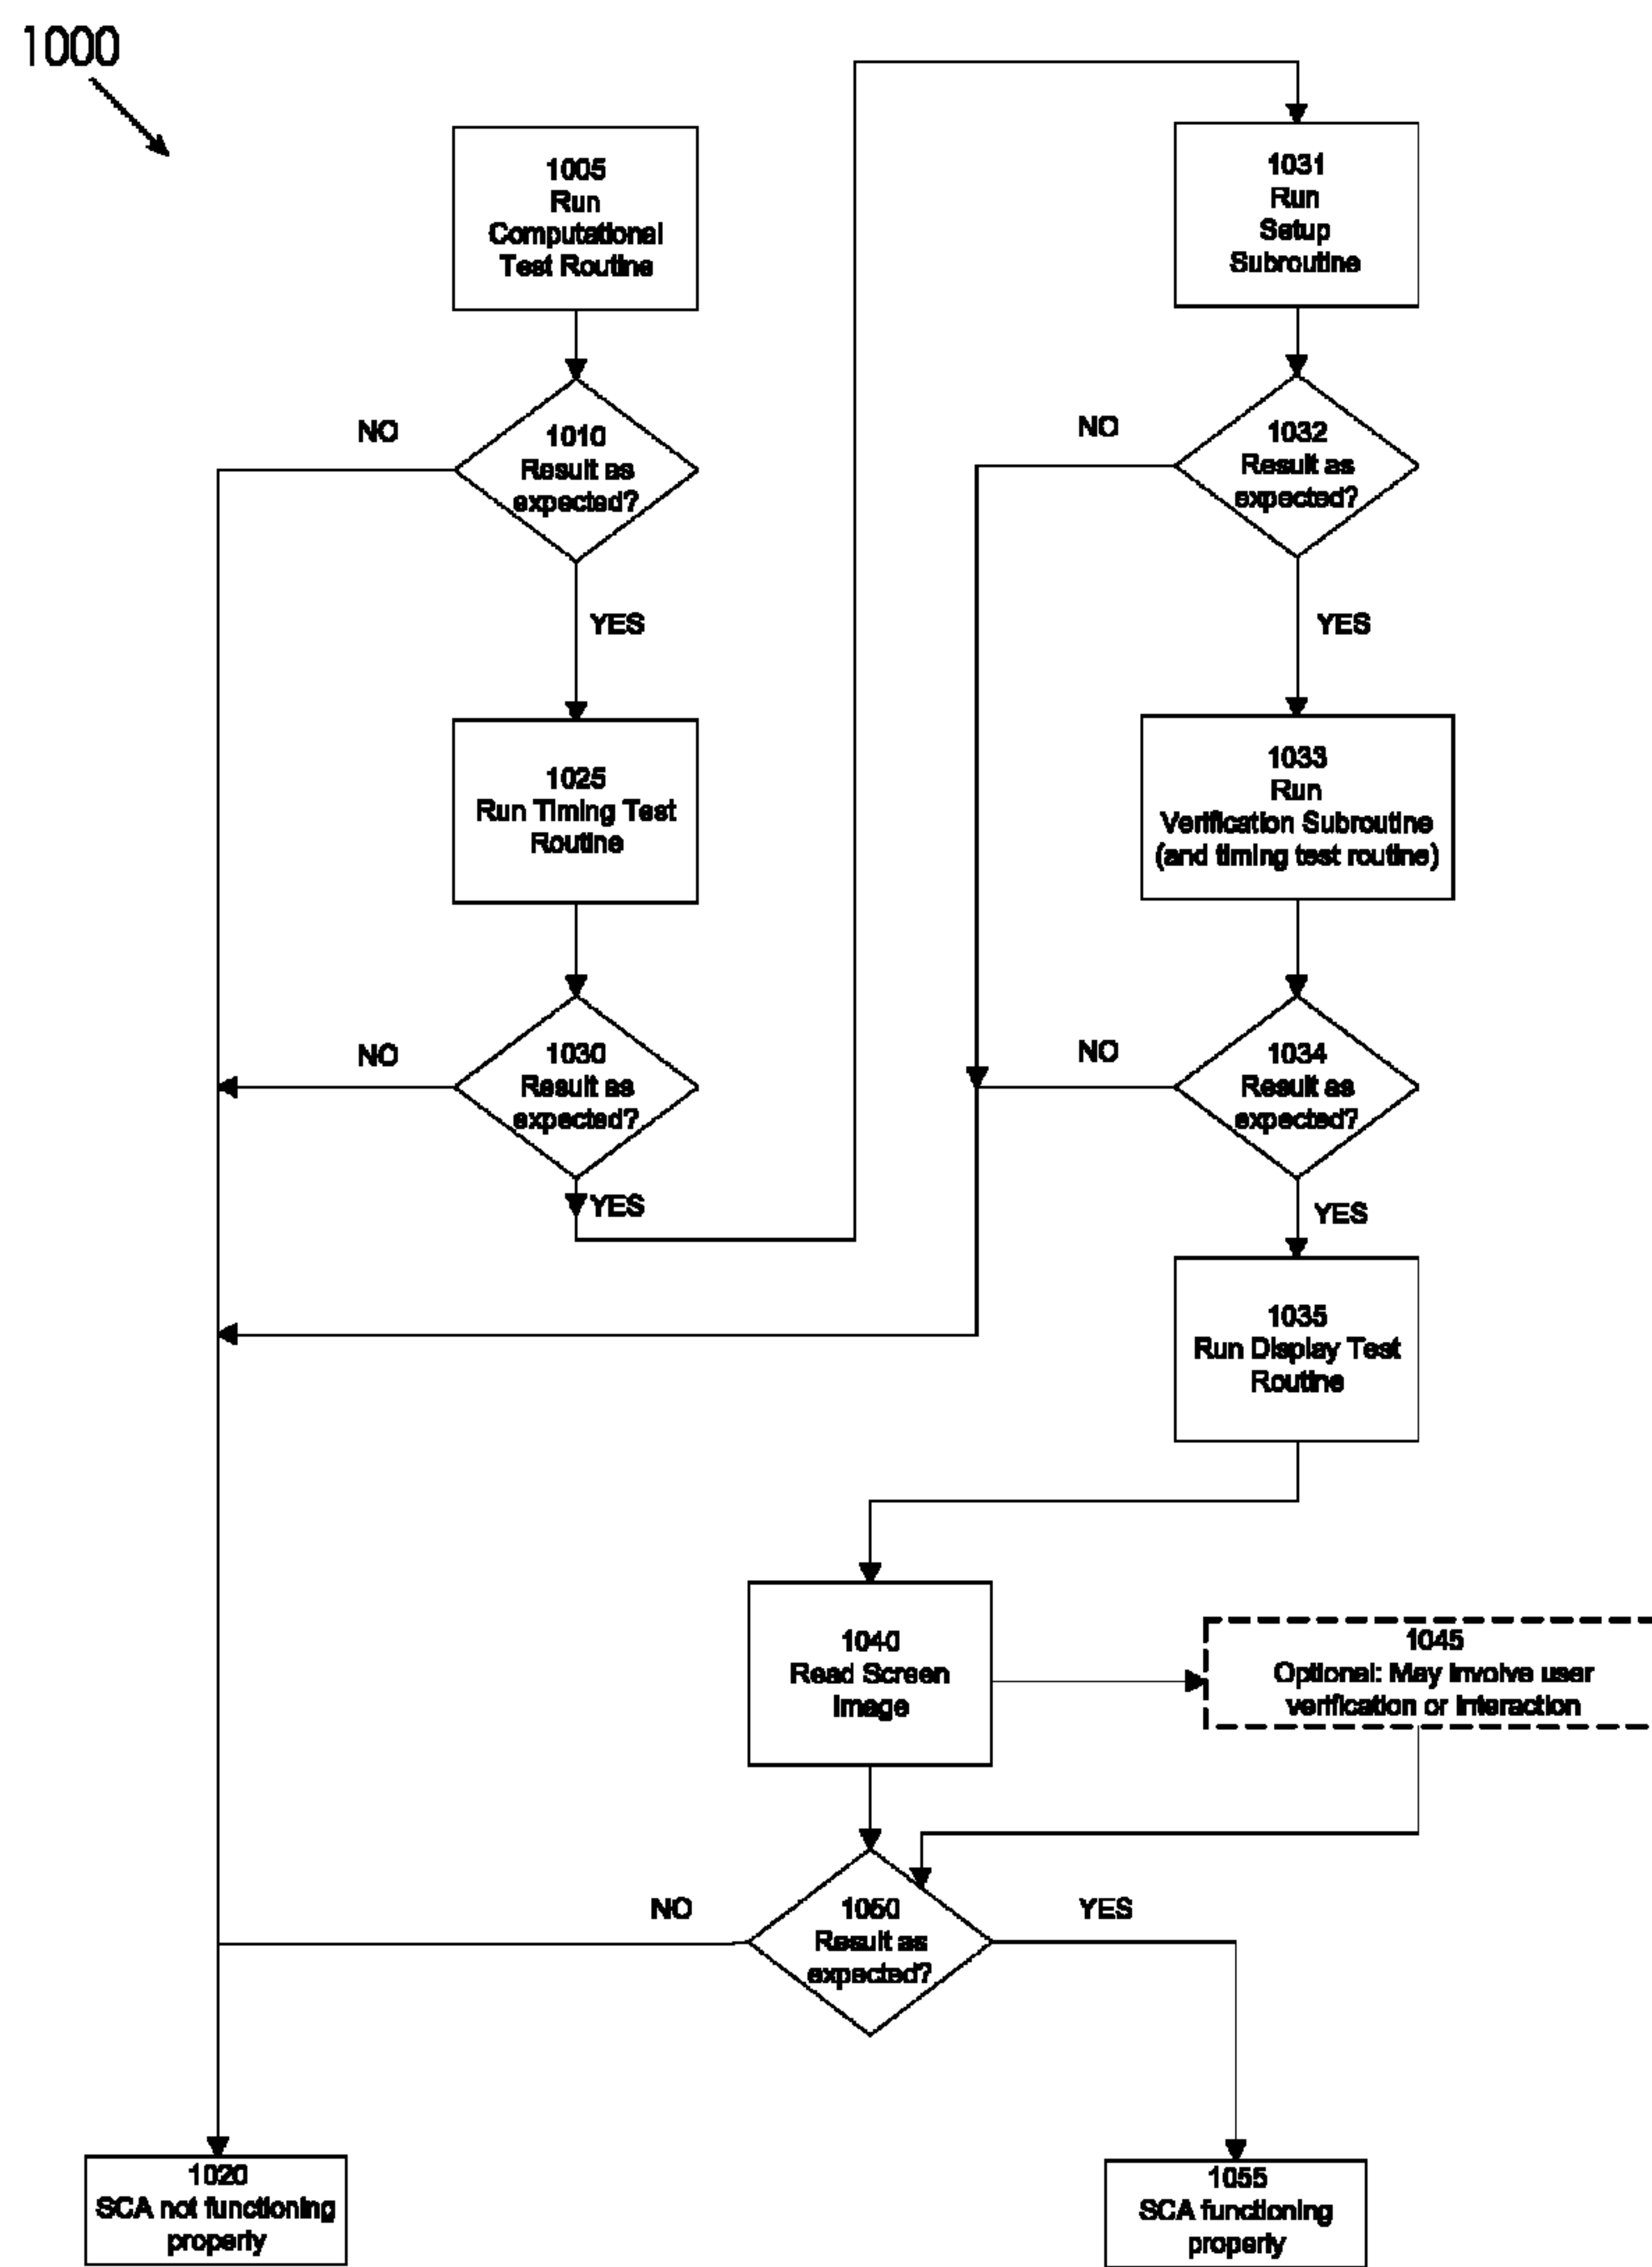 1000
1005
Run
Computational
Test Routine
NO
1010
Result as
expected?
YES
1025
Run Timing Test
Routine
NO
1030
Result as
expected?
YES
1031
Run
Setup
Subroutine
NO
1032
Result as
expected?
YES
1033
Run
Verification Subroutine
(and timing test routine)
NO
1034
Result as
expected?
YES
1035
Run Display Test
Routine
1040
Read Screen
Image
1045
Optional: May involve user
verification or interaction
NO
1050
Result as
expected?
YES
1020
SCA not functioning
properly
1055
SCA functioning
properly